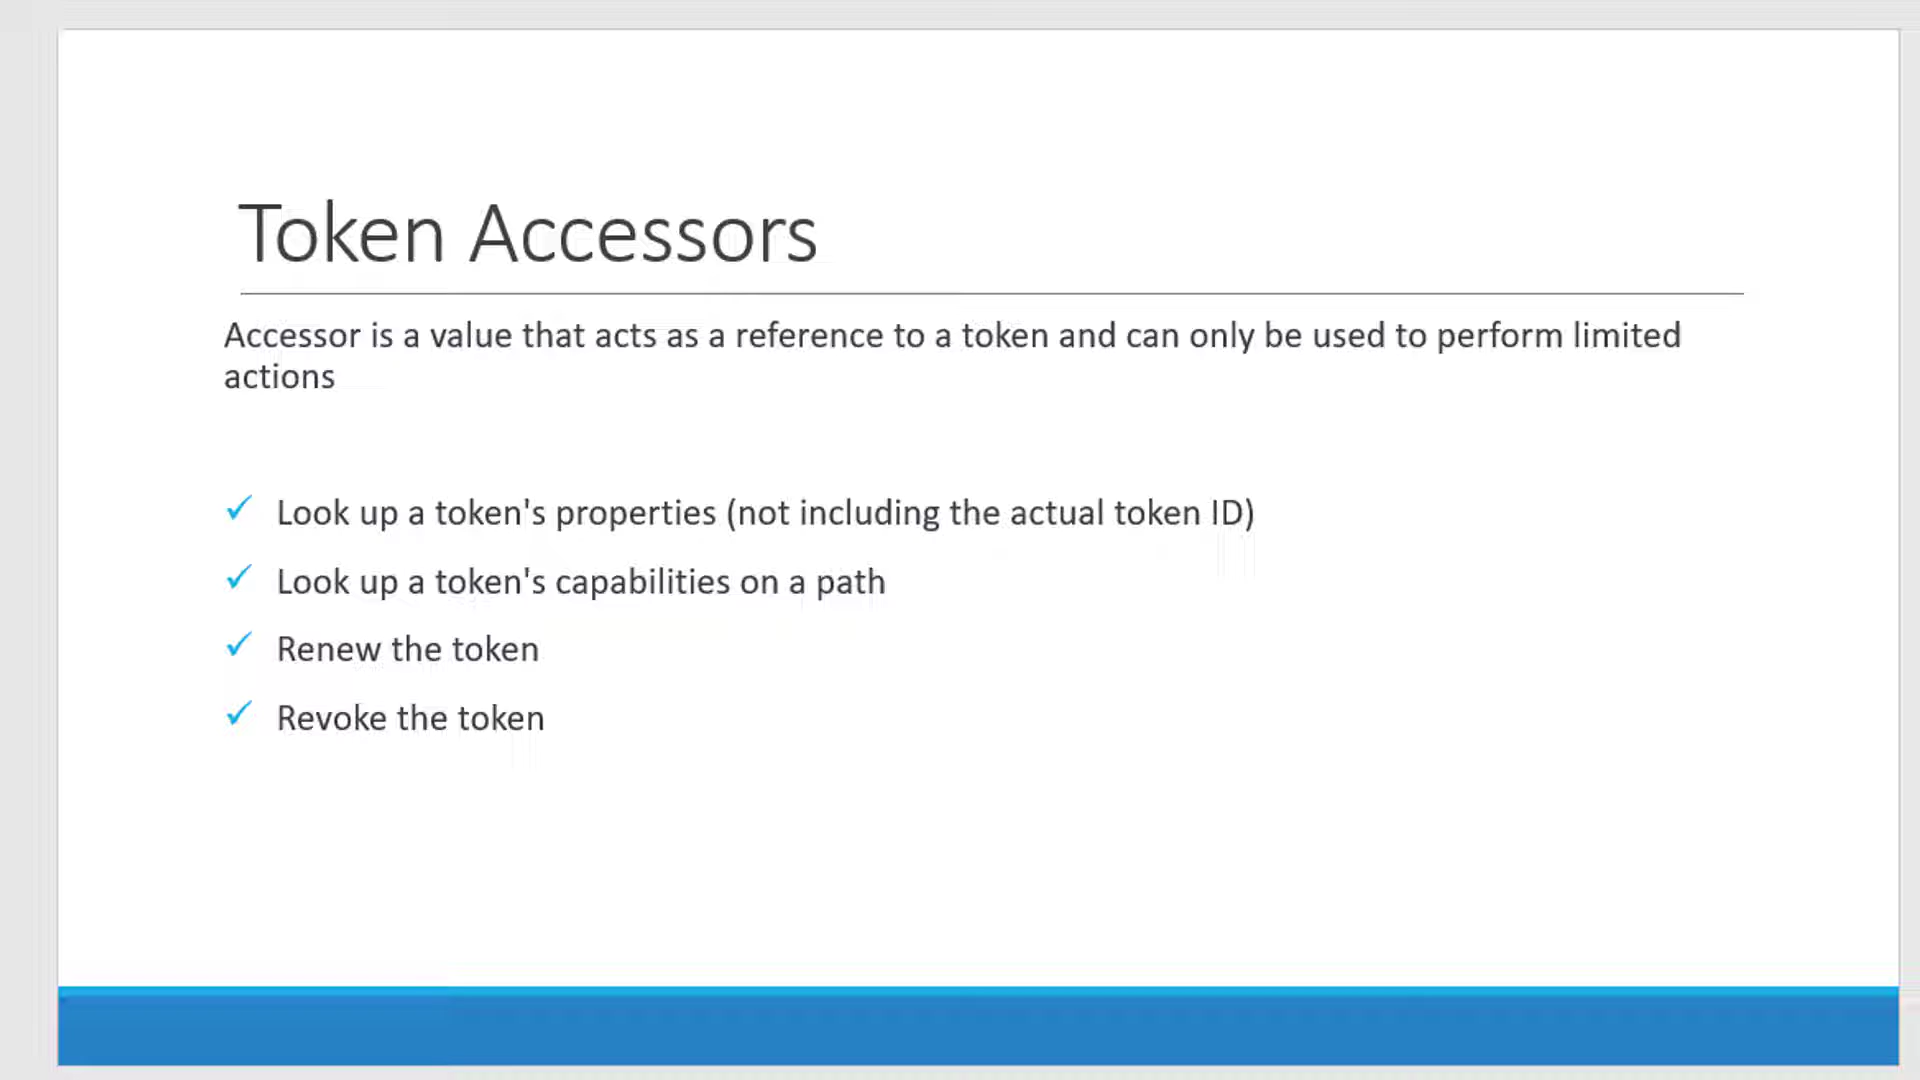 Token Accessors
Accessor is a value that acts as a reference to a token and can only be used to perform limited
actions
✓ Look up a token's properties (not including the actual token ID)
✓ Look up a token's capabilities on a path
✓ Renew the token
✓ Revoke the token